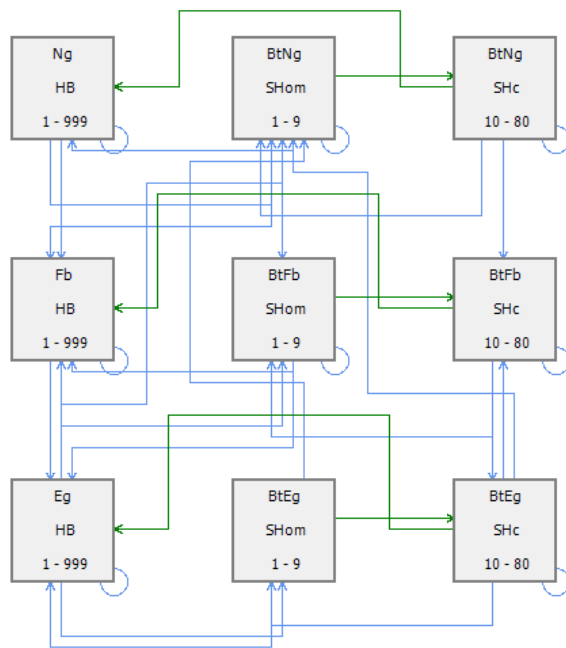 Ng
HB
1 - 999
BtNg
SHom
1 - 9
BtNg
SHc
10 - 80
Fb
HB
1 - 999
BtFb
SHom
1 - 9
BtFb
SHc
10 - 80
Eg
HB
1 - 999
BtEg
SHom
1 - 9
BtEg
SHc
10 - 80